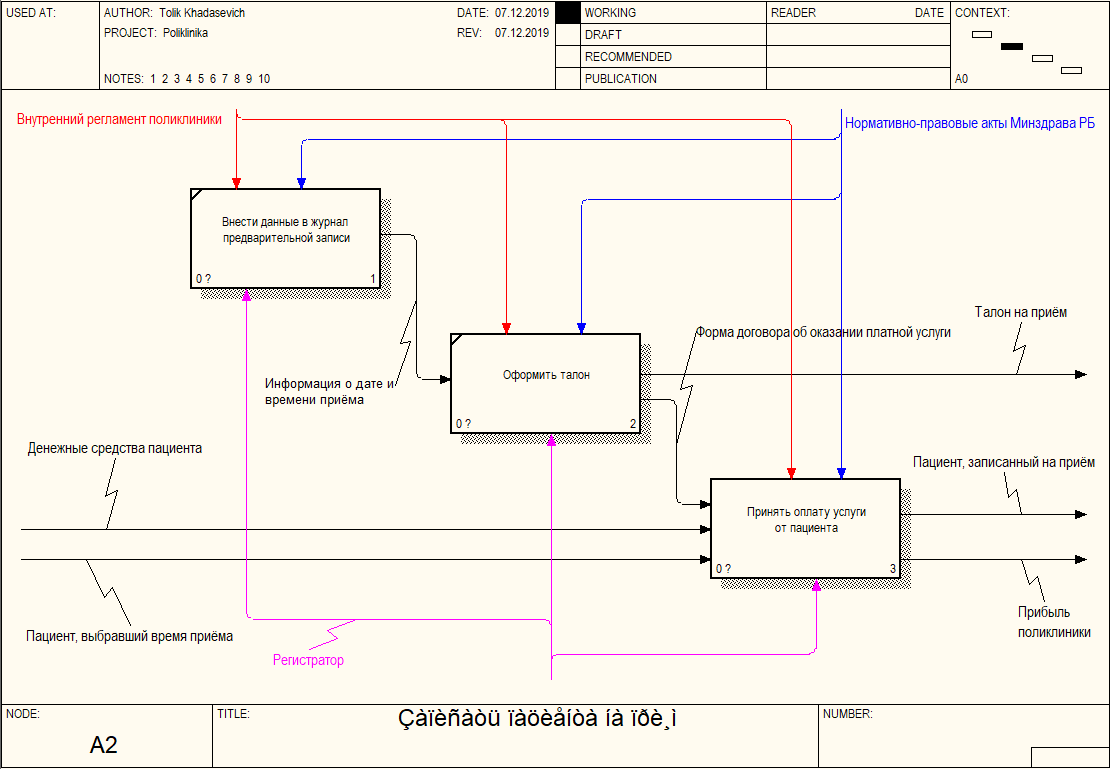 USED AT:
AUTHOR: Tolik Khadasevich
DATE: 07.12.2019
PROJECT: Poliklinika
REV: 07.12.2019
NOTES: 1 2 3 4 5 6 7 8 9 10
WORKING
DRAFT
RECOMMENDED
PUBLICATION
READER
DATE
CONTEXT:
A0
Внутренний регламент поликлиники
Нормативно-правовые акты Минздрава РБ
Внести данные в журнал
предварительной записи
0 ?
1
Талон на приём
Форма договора об оказании платной услуги
Оформить талон
0 ?
2
Информация о дате и
времени приёма
Денежные средства пациента
Пациент, записанный на приём
Принять оплату услуги
от пациента
0 ?
3
Пациент, выбравший время приёма
Прибыль
поликлиники
Регистратор
NODE:
A2
TITLE:
Çàïèñàòü ïàöèåíòà íà ïðè¸ì
NUMBER: